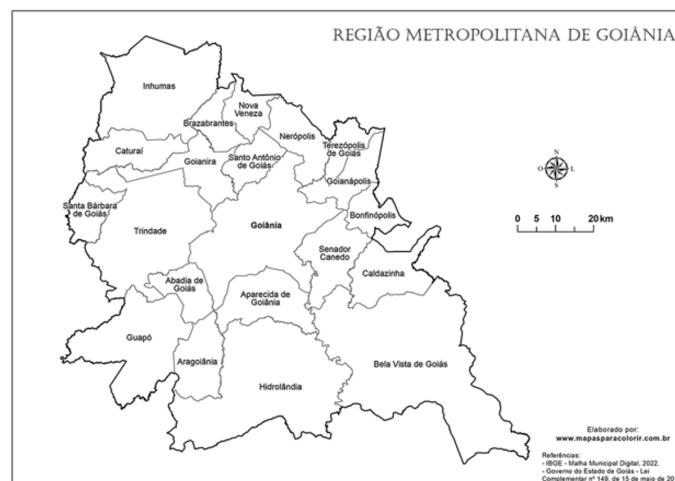 REGIÃO METROPOLITANA DE GOIÂNIA
Inhumas
Nova
Veneza
Brazabrantes
Nerópolis
Terezópolis
de Goiás
Caturaí
Goianira
Santo Antônio
de Goiás
Goianápolis
Santa Bárbara
de Goiás
Bonfinópolis
Trindade
Goiânia
Senador
Canedo
Caldazinha
Abadia de
Goiás
Aparecida de
Goiânia
Guapó
Aragoiânia
Hidrolândia
Bela Vista de Goiás
N
O L
S
0 5 10 20km
Elaborado por:
www.mapasparacolorir.com.br
Referências:
- IBGE - Malha Municipal Digital, 2022.
- Governo do Estado de Goiás - Lei
Complementar nº 149, de 15 de maio de 20